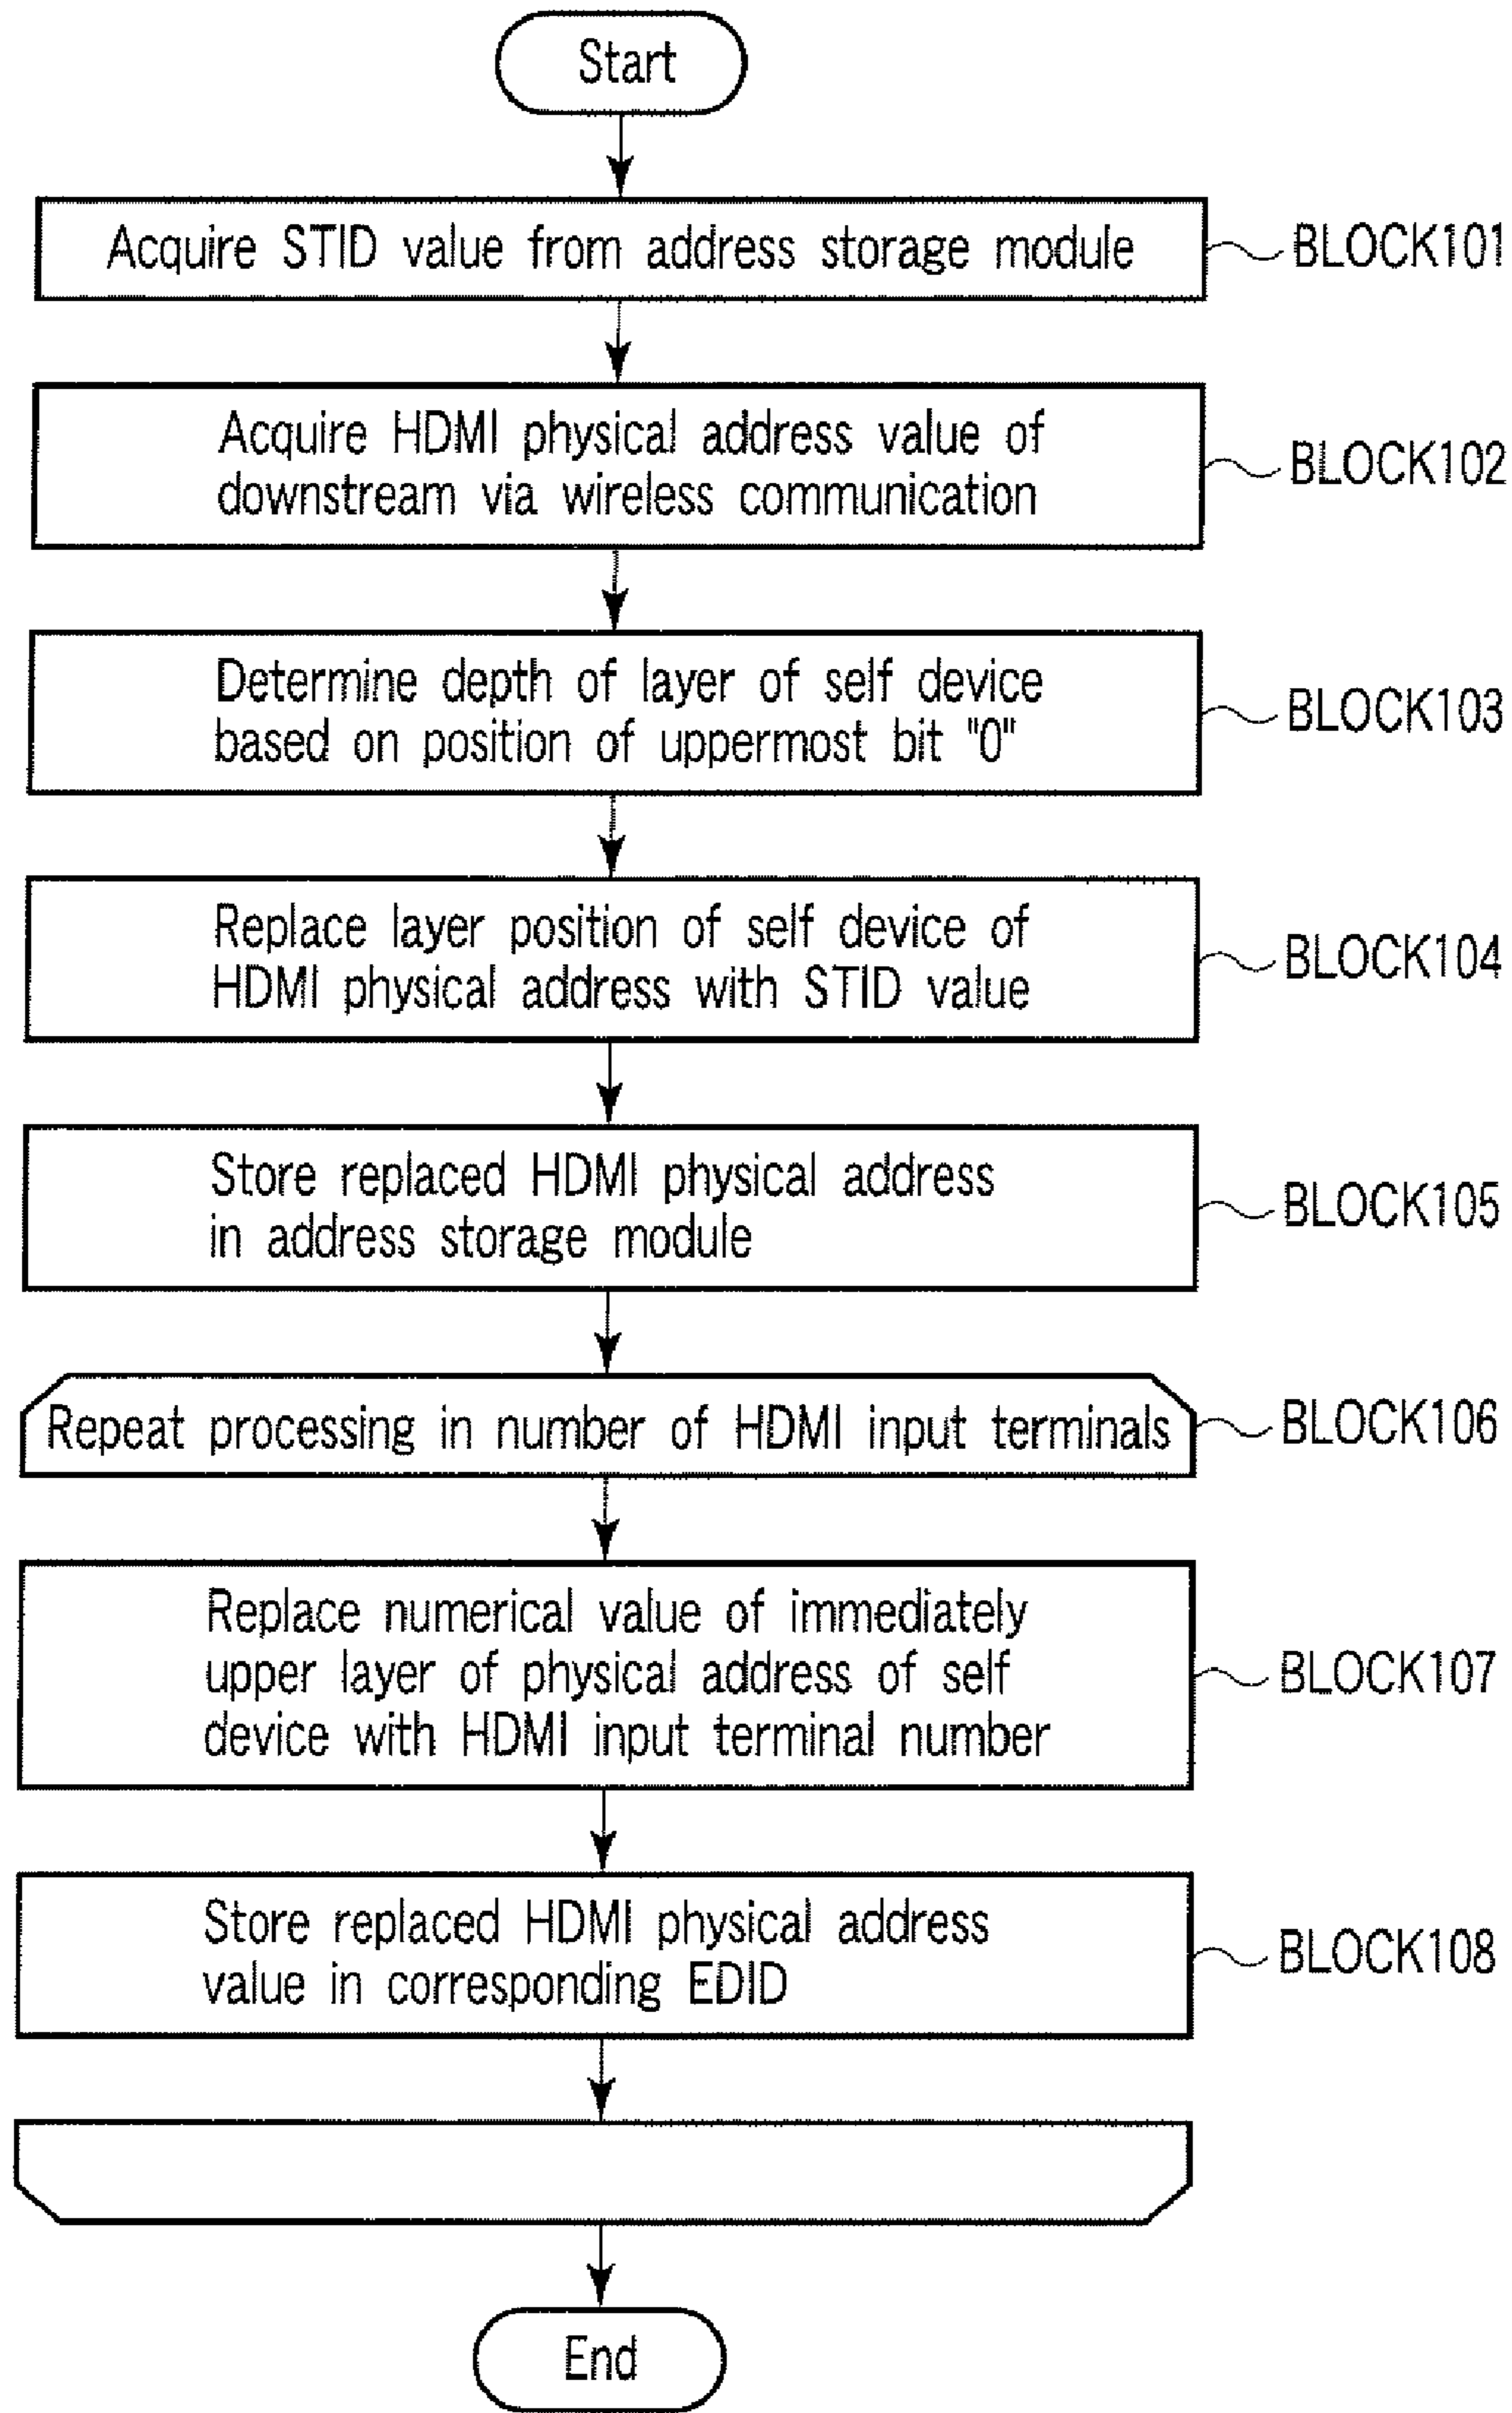 Start
Acquire STID value from address storage module
BLOCK101
Acquire HDMI physical address value of
downstream via wireless communication
BLOCK102
Determine depth of layer of self device
based on position of uppermost bit "0"
BLOCK103
Replace layer position of self device of
HDMI physical address with STID value
BLOCK104
Store replaced HDMI physical address
in address storage module
BLOCK105
Repeat processing in number of HDMI input terminals
BLOCK106
Replace numerical value of immediately
upper layer of physical address of self
device with HDMI input terminal number
BLOCK107
Store replaced HDMI physical address
value in corresponding EDID
BLOCK108
End